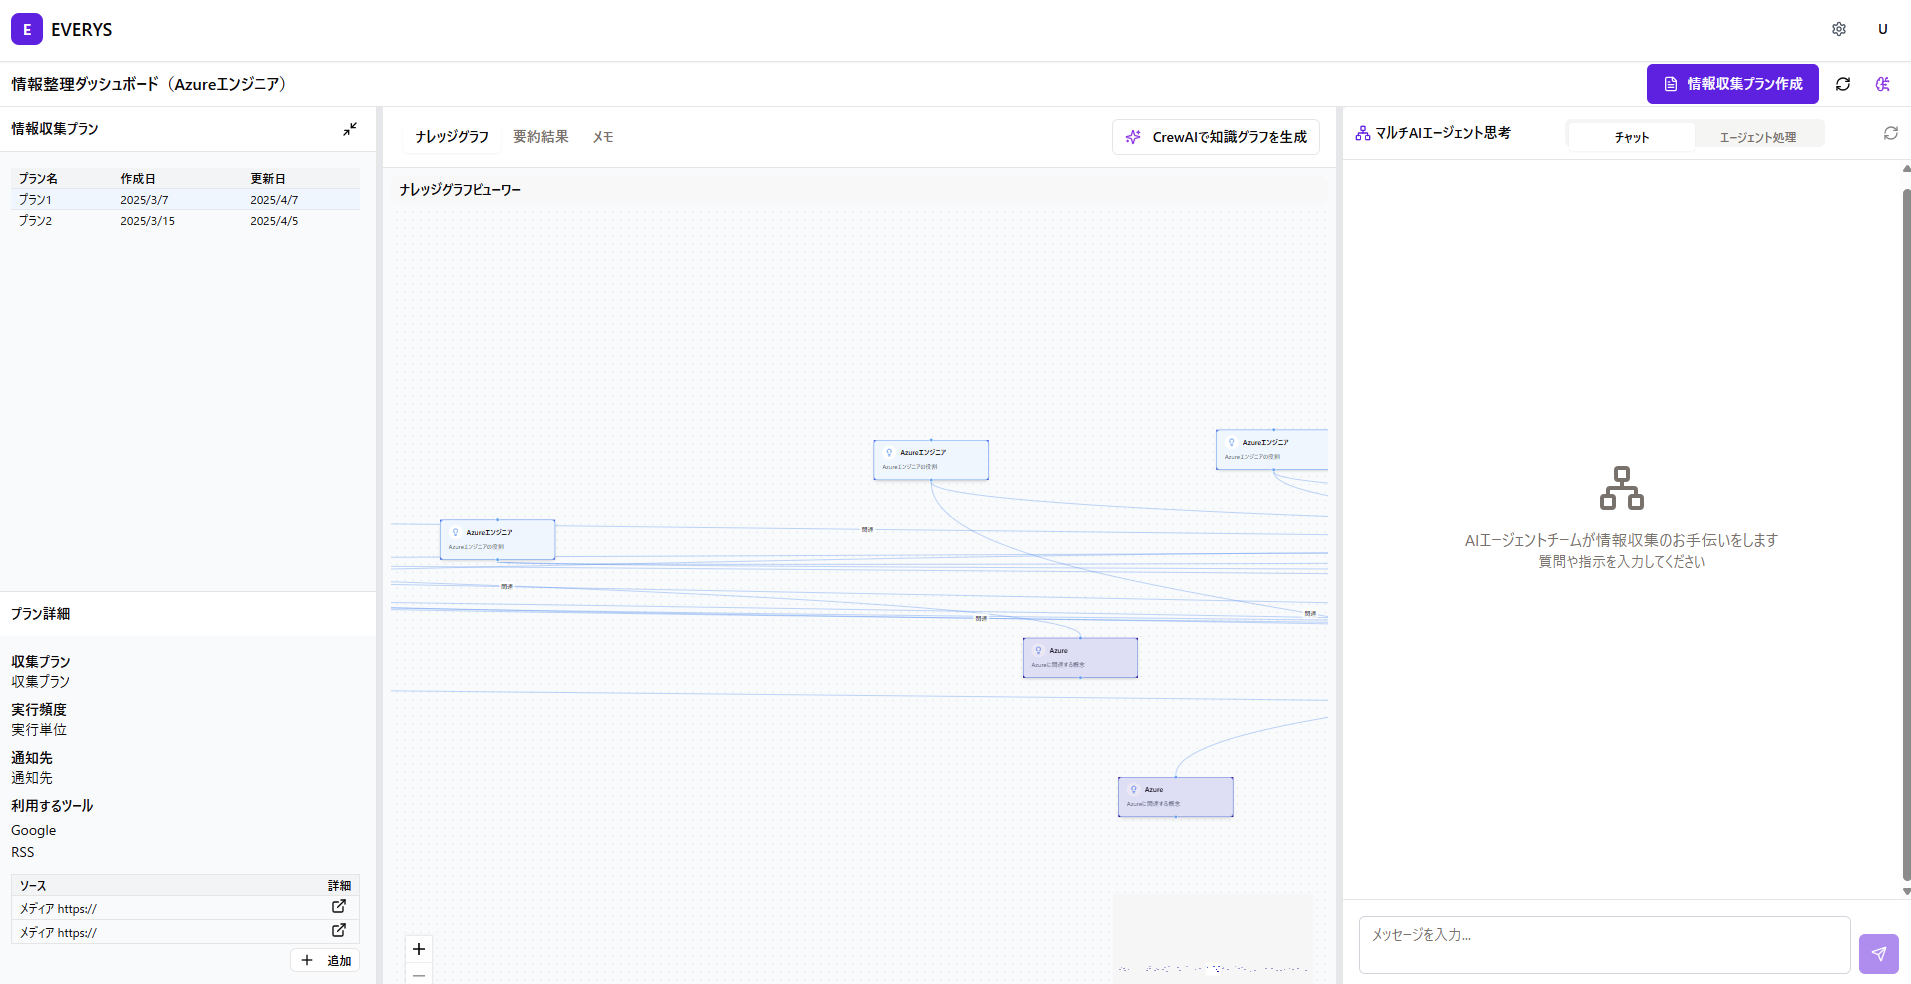 E EVERYS
U
情報整理ダッシュボード（Azureエンジニア）
情報収集プラン作成
情報収集プラン
プラン名 作成日 更新日
プラン1 2025/3/7 2025/4/7
プラン2 2025/3/15 2025/4/5
プラン詳細
収集プラン
収集プラン
実行頻度
実行単位
通知先
通知先
利用するツール
Google
RSS
ソース 詳細
メディア https://
メディア https://
追加
ナレッジグラフ 要約結果 メモ
CrewAIで知識グラフを生成
ナレッジグラフビューワー
Azureエンジニア
Azureエンジニアの役割
Azureエンジニア
Azureエンジニアの役割
関連
Azureエンジニア
Azureエンジニアの役割
関連
関連
関連
Azure
Azureに関連する概念
Azure
Azureに関連する概念
マルチAIエージェント思考
チャット エージェント処理
AIエージェントチームが情報収集のお手伝いをします
質問や指示を入力してください
メッセージを入力...